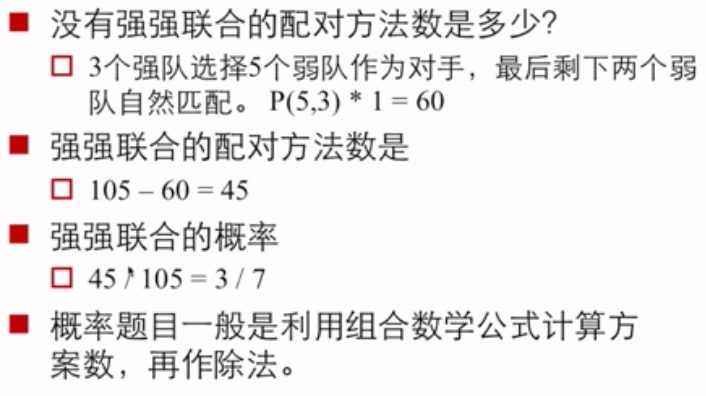 没有强强联合的配对方法数是多少?
3个强队选择5个弱队作为对手，最后剩下两个弱
队自然匹配。 P(5,3) * 1 = 60
强强联合的配对方法数是
105 – 60 = 45
强强联合的概率
45 / 105 = 3 / 7
概率题目一般是利用组合数学公式计算方
案数，再作除法。